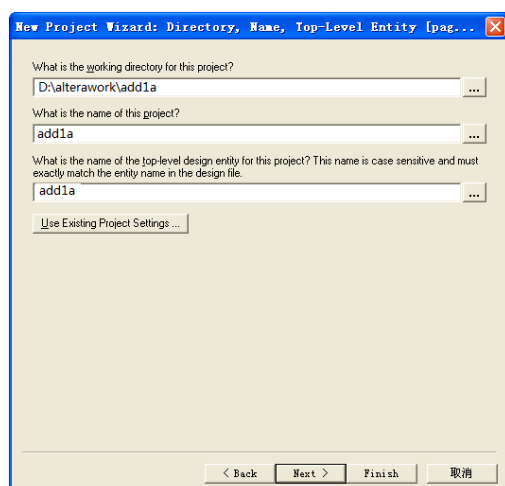 New Project Wizard: Directory, Name, Top-Level Entity [pag...
What is the working directory for this project?
D:\alterawork\add1a
...
What is the name of this project?
add1a
...
What is the name of the top-level design entity for this project? This name is case sensitive and must
exactly match the entity name in the design file.
add1a
...
Use Existing Project Settings ...
< Back Next > Finish 取消